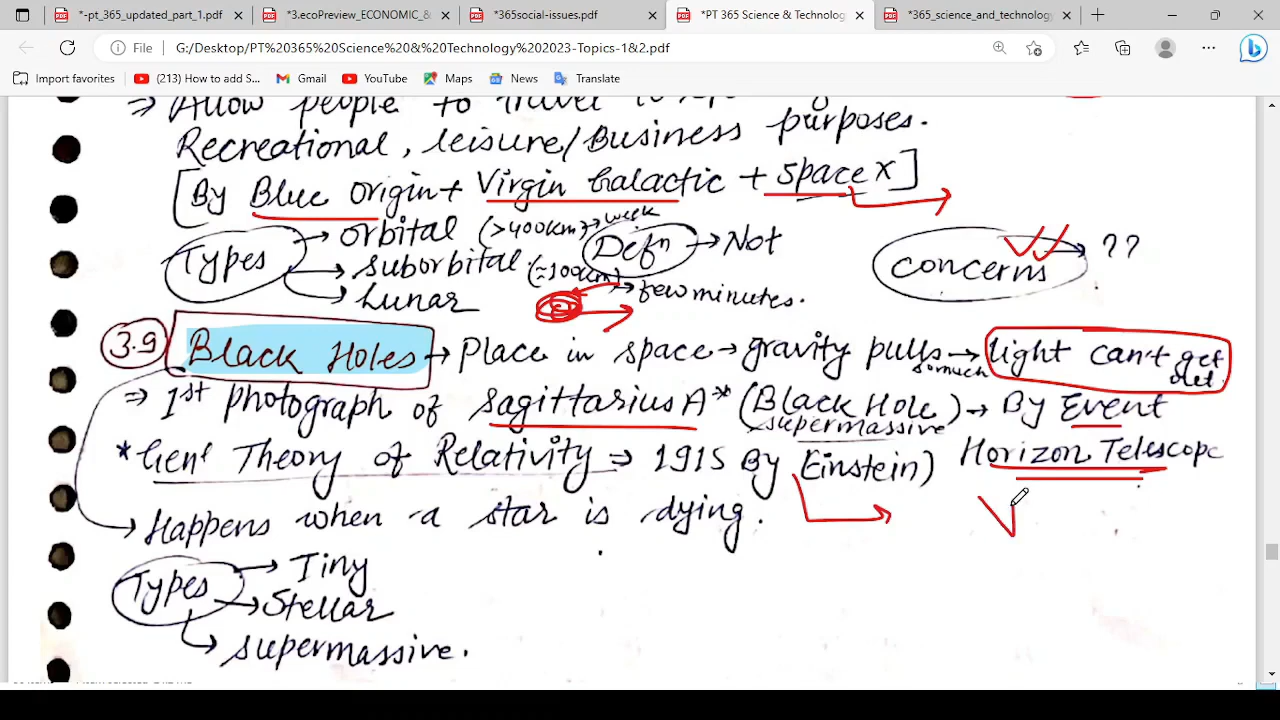 *-pt_365_updated_part_1.pdf × *3.ecoPreview_ECONOMIC_& × *365social-issues.pdf × *PT 365 Science & Technology × *365_science_and_technology ×
File G:/Desktop/PT%20365%20Science%20&%20Technology%202023-Topics-1&2.pdf
Import favorites (213) How to add S... Gmail YouTube Maps News Translate
⇒ Allow people to travel
Recreational, leisure/Business purposes.
[By Blue origin + Virgin Galactic + Space X]
Types → orbital (>400km) → week Defn → Not concerns → ??
→ suborbital (≈100km) → few minutes.
→ Lunar
3.9 Black Holes → Place in space → gravity pulls so much → light can't get out.
⇒ 1st photograph of Sagittarius A* (Black Hole supermassive) → By Event
*Genl Theory of Relativity ⇒ 1915 By Einstein) Horizon Telescope
→ Happens when a star is dying.
Types → Tiny
→ Stellar
→ supermassive.